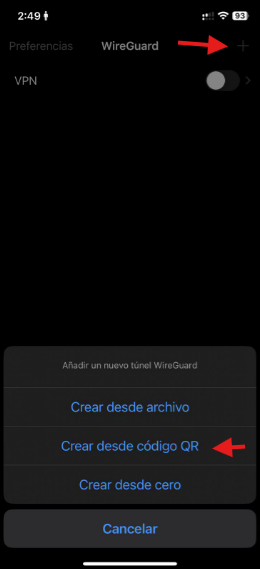 2:49
93
Preferencias
WireGuard
+
VPN
Añadir un nuevo túnel WireGuard
Crear desde archivo
Crear desde código QR
Crear desde cero
Cancelar